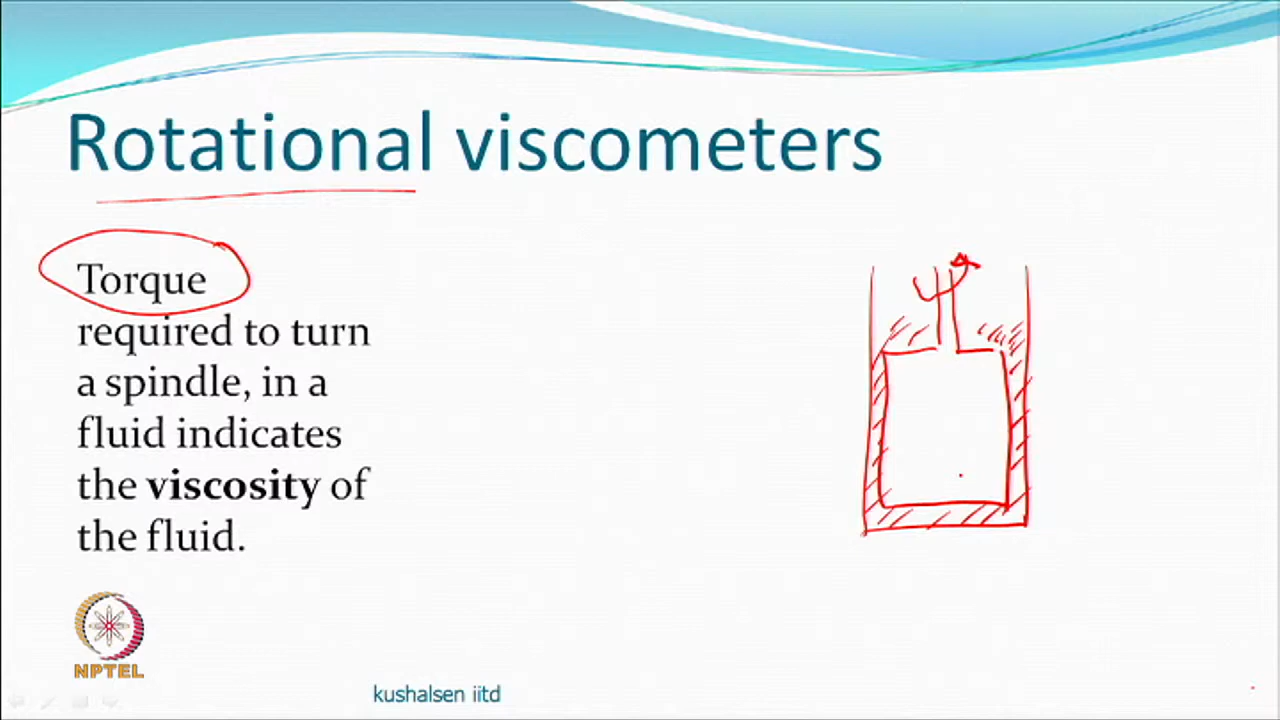 Rotational viscometers
Torque
required to turn
a spindle, in a
fluid indicates
the viscosity of
the fluid.
NPTEL
kushalsen iitd